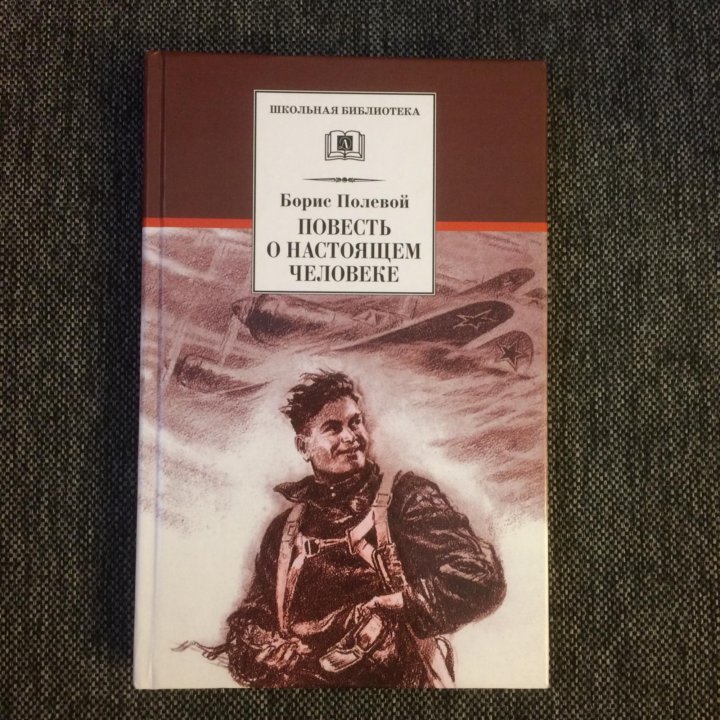 ШКОЛЬНАЯ БИБЛИОТЕКА
Борис Полевой
ПОВЕСТЬ
О НАСТОЯЩЕМ
ЧЕЛОВЕКЕ